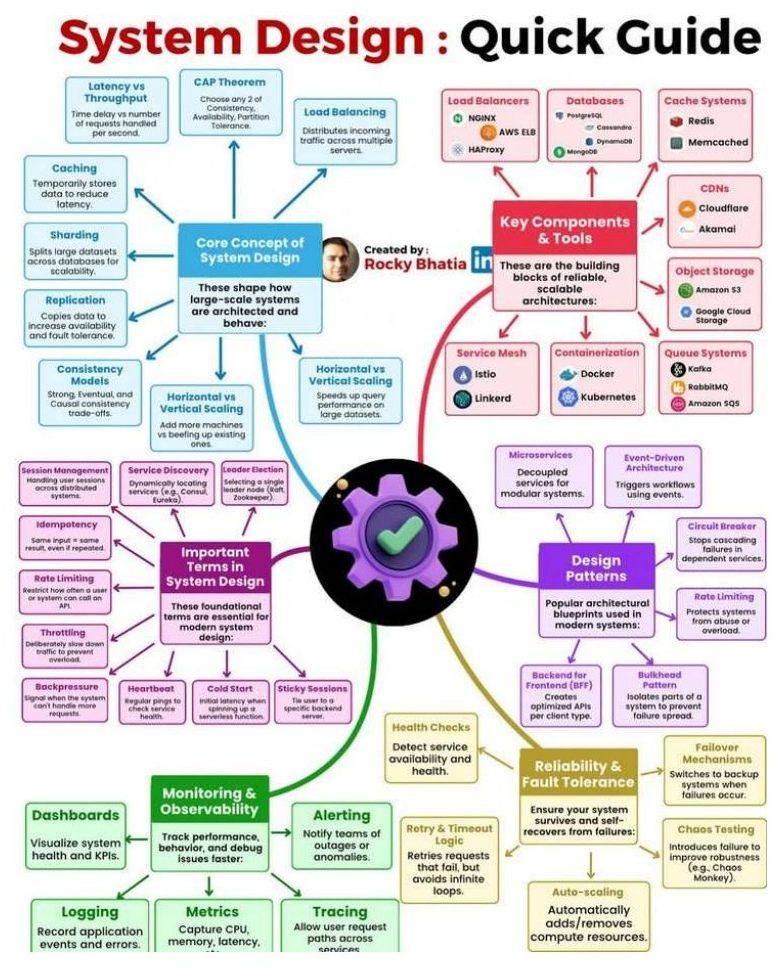 System Design : Quick Guide
Latency vs
Throughput
Time delay vs number
of requests handled
per second.
CAP Theorem
Choose any 2 of
Consistency,
Availability, Partition
Tolerance.
Load Balancing
Distributes incoming
traffic across multiple
servers.
Caching
Temporarily stores
data to reduce
latency.
Sharding
Splits large datasets
across databases for
scalability.
Replication
Copies data to
increase availability
and fault tolerance.
Consistency
Models
Strong, Eventual, and
Causal consistency
trade-offs.
Horizontal vs
Vertical Scaling
Add more machines
vs beefing up existing
ones.
Horizontal vs
Vertical Scaling
Speeds up query
performance on
large datasets.
Core Concept of
System Design
These shape how
large-scale systems
are architected and
behave:
Created by :
Rocky Bhatia
in
Load Balancers
NGINX
AWS ELB
HAProxy
Databases
PostgreSQL
Cassandra
DynamoDB
MongoDB
Cache Systems
Redis
Memcached
CDNs
Cloudflare
Akamai
Key Components
& Tools
These are the building
blocks of reliable,
scalable
architectures:
Object Storage
Amazon S3
Google Cloud
Storage
Service Mesh
Istio
Linkerd
Containerization
Docker
Kubernetes
Queue Systems
Kafka
RabbitMQ
Amazon SQS
Session Management
Handling user sessions
across distributed
systems.
Service Discovery
Dynamically locating
services (e.g., Consul,
Eureka).
Leader Election
Selecting a single
leader node (Raft,
Zookeeper).
Idempotency
Same input = same
result, even if repeated.
Rate Limiting
Restrict how often a user
or system can call an
API.
Throttling
Deliberately slow down
traffic to prevent overload.
Backpressure
Signal when the system
can't handle more
requests.
Important
Terms in
System Design
These foundational
terms are essential for
modern system
design:
Heartbeat
Regular pings to
check service
health.
Cold Start
Initial latency when
spinning up a
serverless function.
Sticky Sessions
Tie user to a
specific backend
server.
Microservices
Decoupled
services for
modular systems.
Event-Driven
Architecture
Triggers workflows
using events.
Circuit Breaker
Stops cascading
failures in
dependent services.
Design
Patterns
Popular architectural
blueprints used in
modern systems:
Rate Limiting
Protects systems
from abuse or
overload.
Backend for
Frontend (BFF)
Creates
optimized APIs
per client type.
Bulkhead
Pattern
Isolates parts of a
system to prevent
failure spread.
Health Checks
Detect service
availability and
health.
Reliability &
Fault Tolerance
Ensure your system
survives and self-
recovers from failures:
Failover
Mechanisms
Switches to backup
systems when
failures occur.
Retry & Timeout
Logic
Retries requests
that fail, but
avoids infinite
loops.
Chaos Testing
Introduces failure to
improve robustness
(e.g., Chaos
Monkey).
Auto-scaling
Automatically
adds/removes
compute resources.
Monitoring &
Observability
Track performance,
behavior, and debug
issues faster:
Dashboards
Visualize system
health and KPIs.
Alerting
Notify teams of
outages or
anomalies.
Logging
Record application
events and errors.
Metrics
Capture CPU,
memory, latency,
Tracing
Allow user request
paths across
services